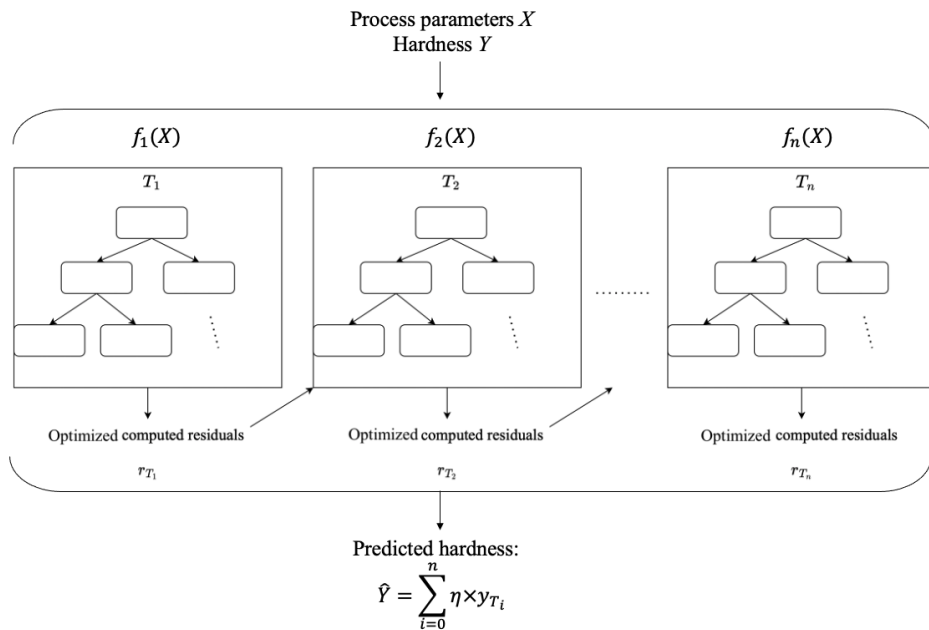 Process parameters X
Hardness Y
f₁(X) f₂(X) fₙ(X)
T₁ T₂ Tₙ
.........
Optimized computed residuals Optimized computed residuals Optimized computed residuals
r_{T₁} r_{T₂} r_{Tₙ}
Predicted hardness:
Ŷ = ∑_{i=0}^{n} η×y_{T_i}